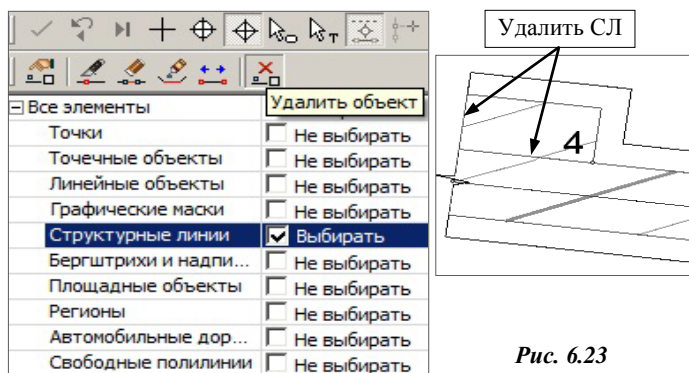 Удалить СЛ
Удалить объект
Все элементы
Точки Не выбирать
Точечные объекты Не выбирать
Линейные объекты Не выбирать
Графические маски Не выбирать
Структурные линии Выбирать
Бергштрихи и надпи... Не выбирать
Площадные объекты Не выбирать
Регионы Не выбирать
Автомобильные дор... Не выбирать
Свободные полилинии Не выбирать
4
Рис. 6.23